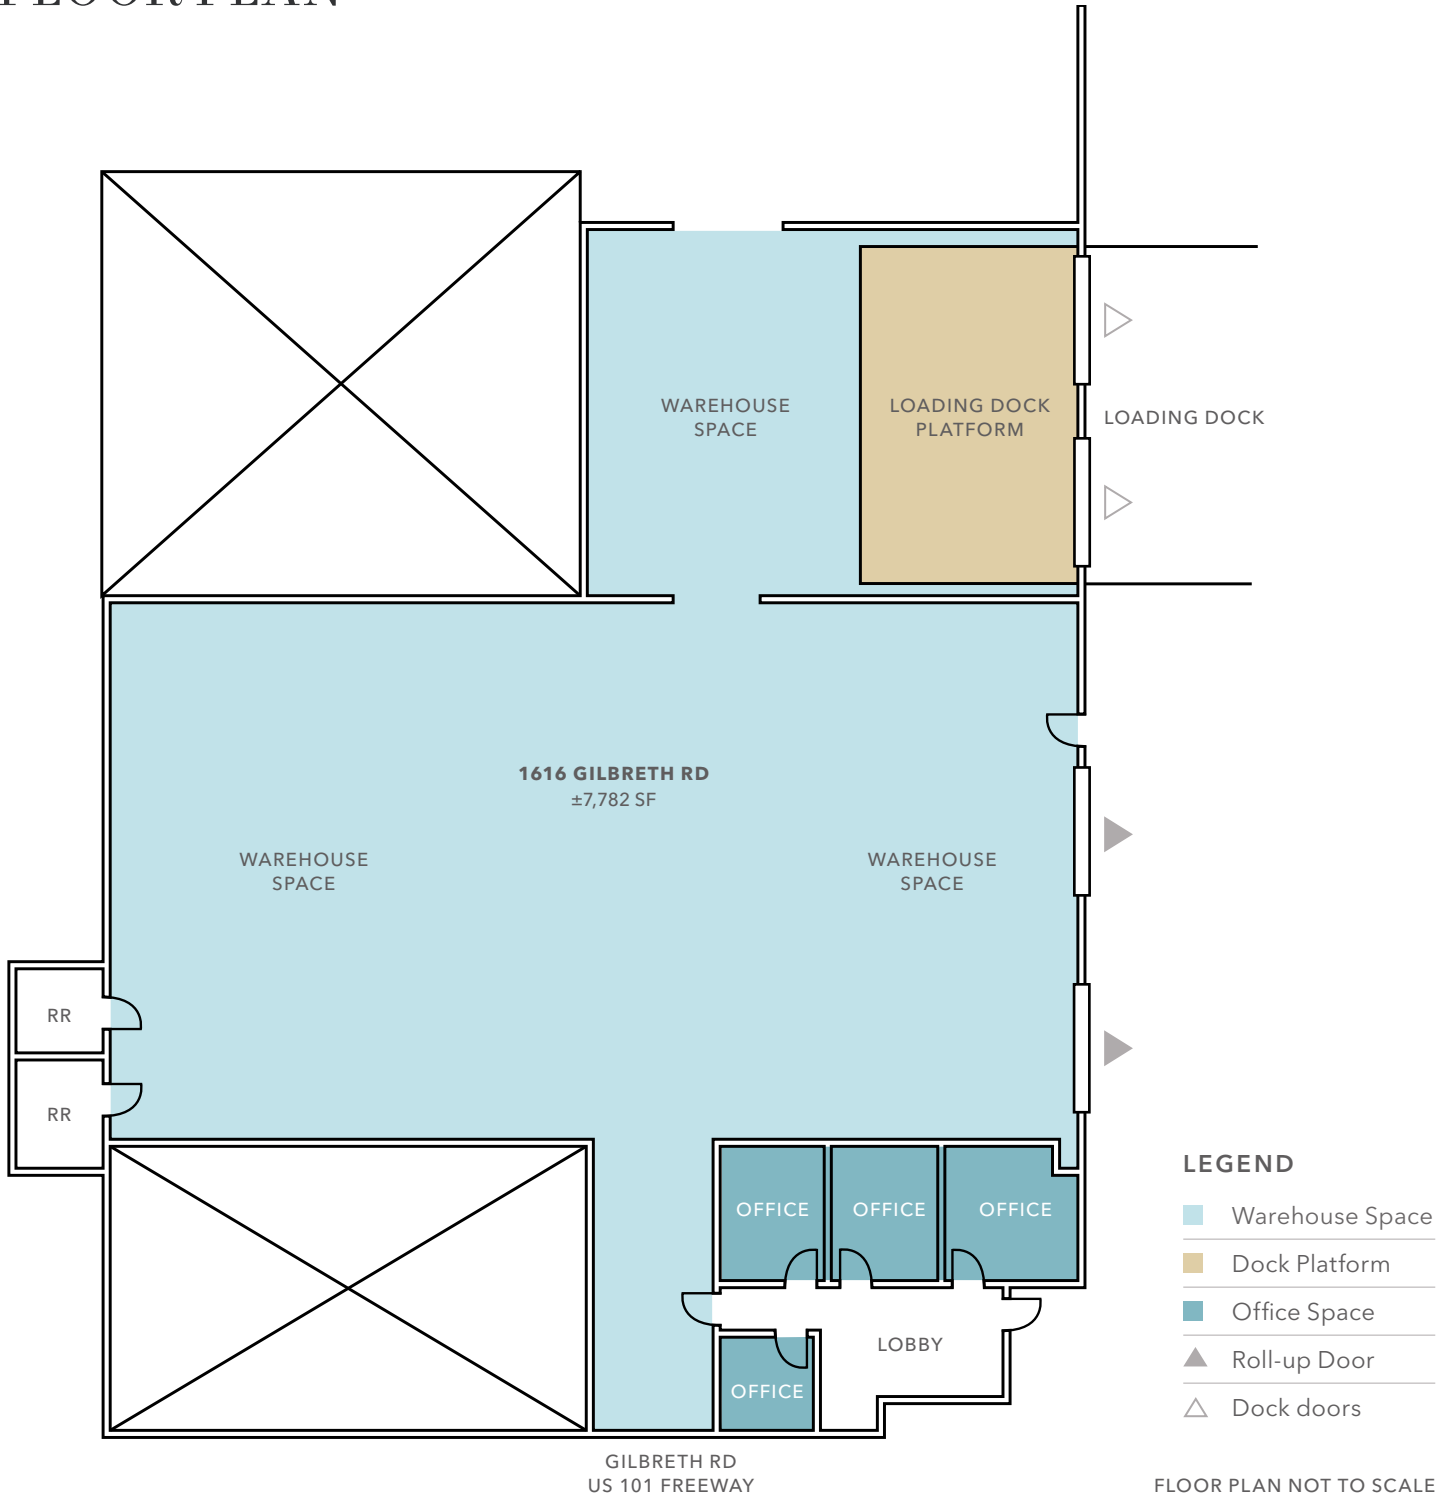 FLOOR PLAN
WAREHOUSE
SPACE
LOADING DOCK
PLATFORM
LOADING DOCK
1616 GILBRETH RD
±7,782 SF
WAREHOUSE
SPACE
WAREHOUSE
SPACE
RR
RR
OFFICE
OFFICE
OFFICE
LOBBY
OFFICE
GILBRETH RD
US 101 FREEWAY
LEGEND
Warehouse Space
Dock Platform
Office Space
Roll-up Door
Dock doors
FLOOR PLAN NOT TO SCALE